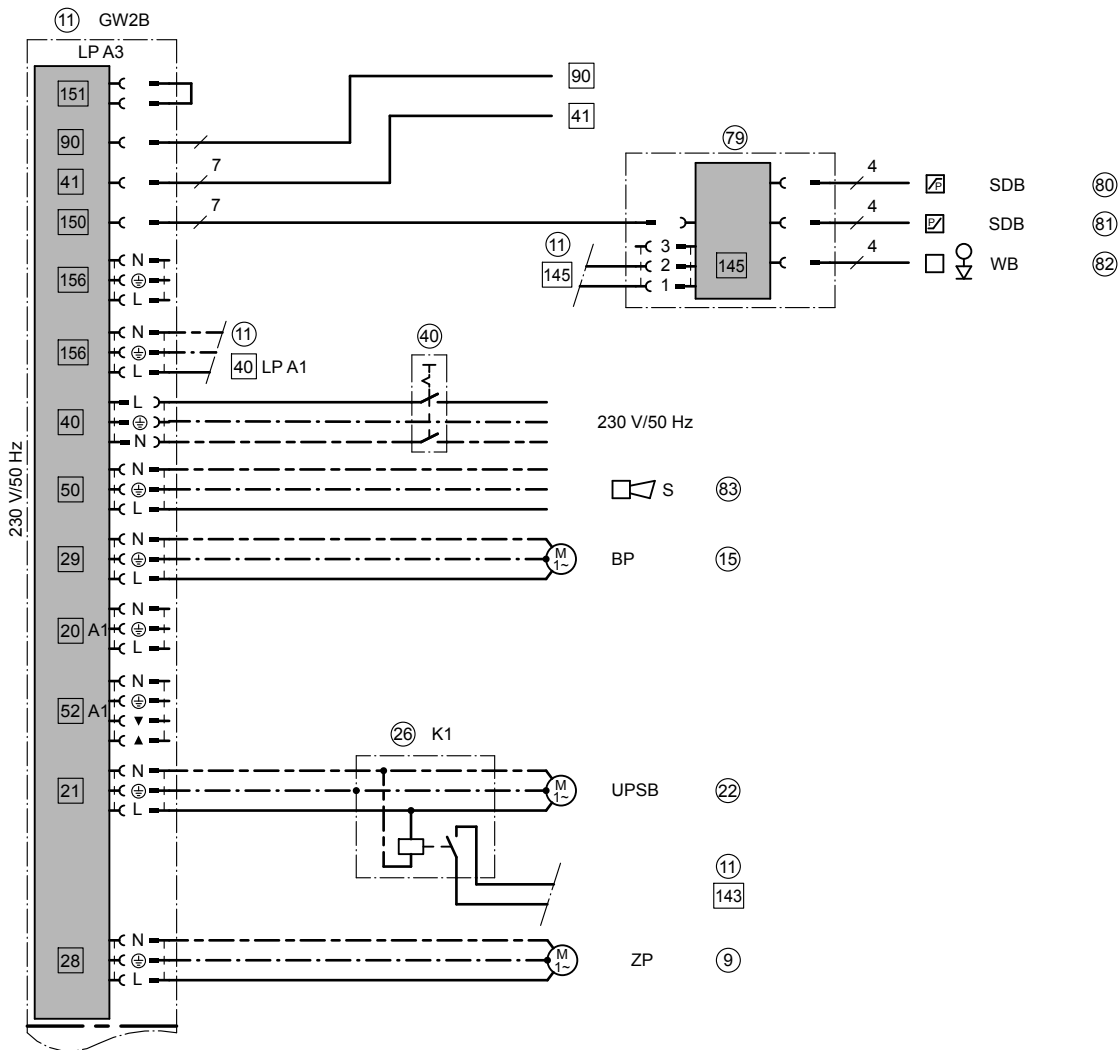 11 GW2B
LP A3
151
90
90
41
79
41 7
4 P SDB 80
150 7
4 P SDB 81
11
145
3
2
1
145
4 WB 82
N
156
L
N 11
156
L 40 LP A1
40
L
40 230 V/50 Hz
N
230 V/50 Hz
N
50 S 83
L
N
29 M 1~ BP 15
L
N
20 A1
L
N
52 A1
▼
▲
26 K1
N
21 M 1~ UPSB 22
L
11
143
N
28 M 1~ ZP 9
L